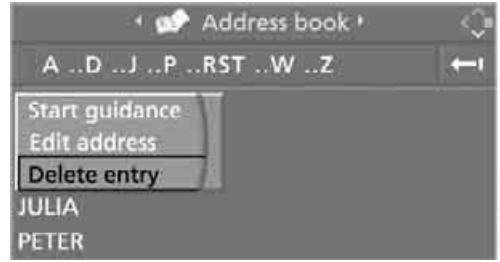 Address book
A ..D ..J ..P ..RST ..W ..Z
Start guidance
Edit address
Delete entry
JULIA
PETER